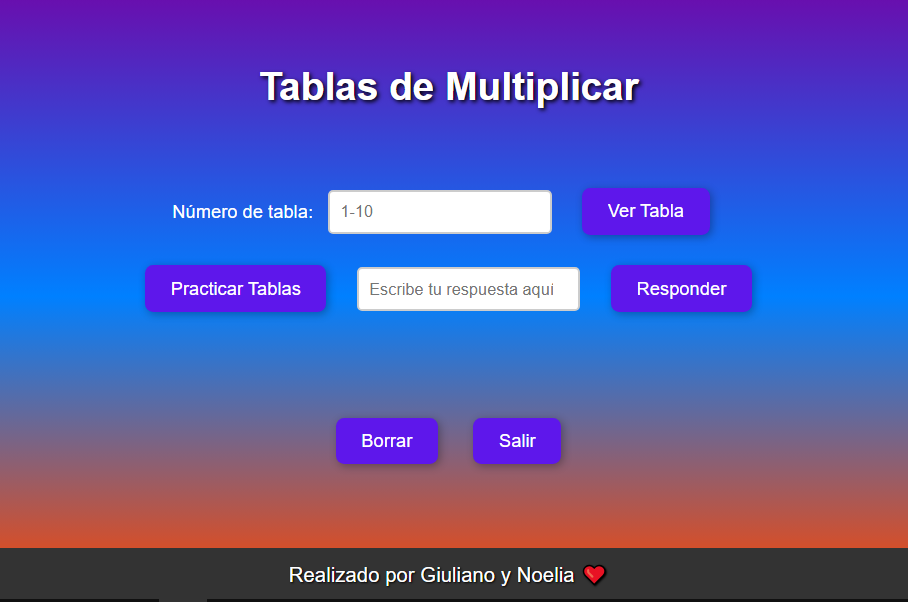 Tablas de Multiplicar
Número de tabla: 1-10 Ver Tabla
Practicar Tablas Escribe tu respuesta aquí Responder
Borrar Salir
Realizado por Giuliano y Noelia ❤️